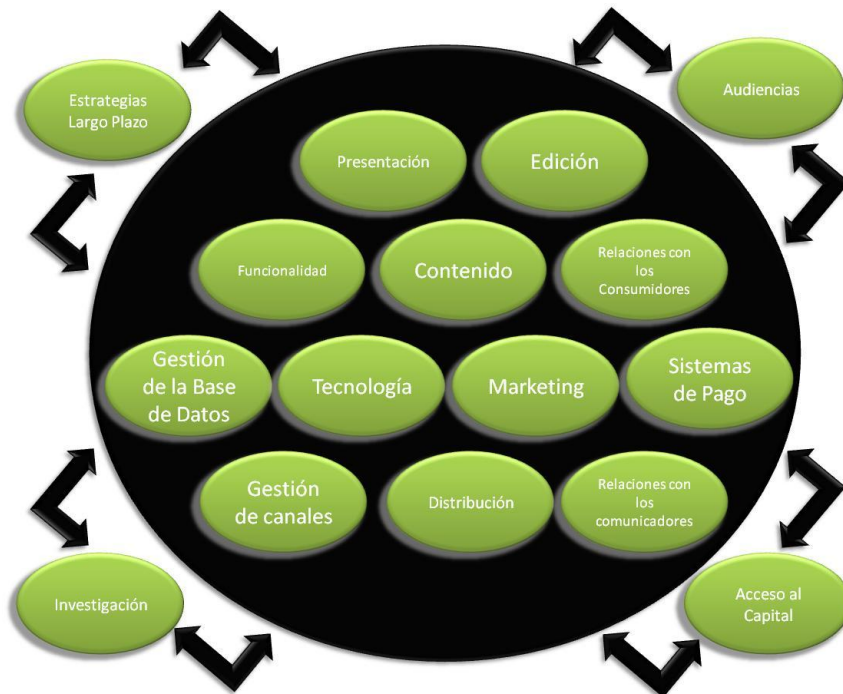 Estrategias
Largo Plazo
Audiencias
Presentación
Edición
Funcionalidad
Contenido
Relaciones con
los
Consumidores
Gestión
de la Base
de Datos
Tecnología
Marketing
Sistemas
de Pago
Gestión
de canales
Distribución
Relaciones con
los
comunicadores
Investigación
Acceso al
Capital